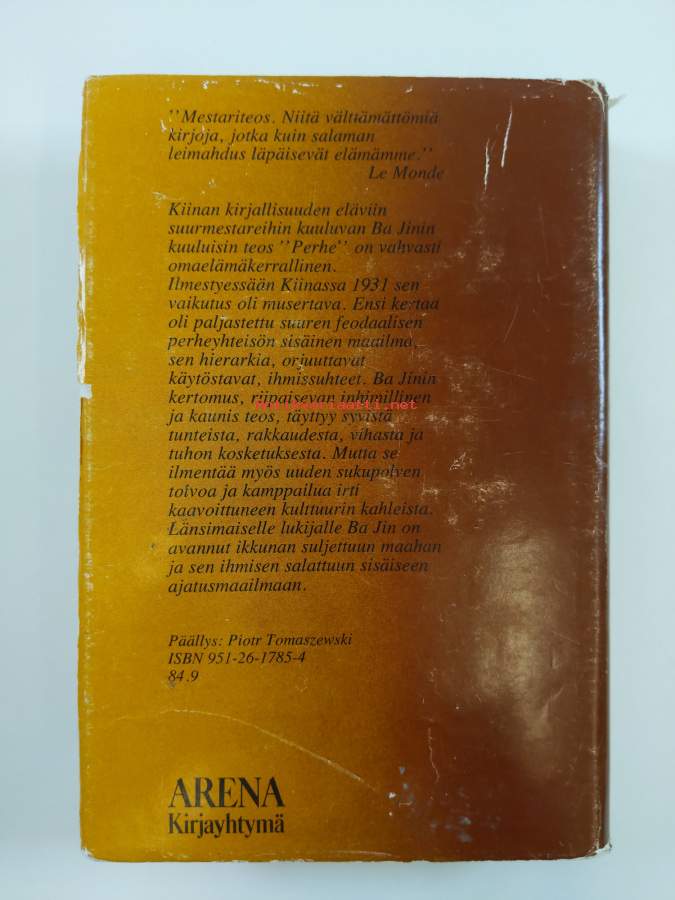 "Mestariteos. Niitä välttämättömiä
kirjoja, jotka kuin salaman
leimahdus läpäisevät elämämme."
Le Monde
Kiinan kirjallisuuden eläviin
suurmestareihin kuuluvan Ba Jinin
kuuluisin teos "Perhe" on vahvasti
omaelämäkerrallinen.
Ilmestyessään Kiinassa 1931 sen
vaikutus oli musertava. Ensi kertaa
oli paljastettu suuren feodaalisen
perheyhteisön sisäinen maailma,
sen hierarkia, orjuuttavat
käytöstavat, ihmissuhteet. Ba Jinin
kertomus, riipaisevan inhimillinen
ja kaunis teos, täyttyy syvistä
tunteista, rakkaudesta, vihasta ja
tuhon kosketuksesta. Mutta se
ilmentää myös uuden sukupolven
toivoa ja kamppailua irti
kaavoittuneen kulttuurin kahleista.
Länsimaiselle lukijalle Ba Jin on
avannut ikkunan suljettuun maahan
ja sen ihmisen salattuun sisäiseen
ajatusmaailmaan.
Päällys: Piotr Tomaszewski
ISBN 951-26-1785-4
84.9
ARENA
Kirjayhtymä